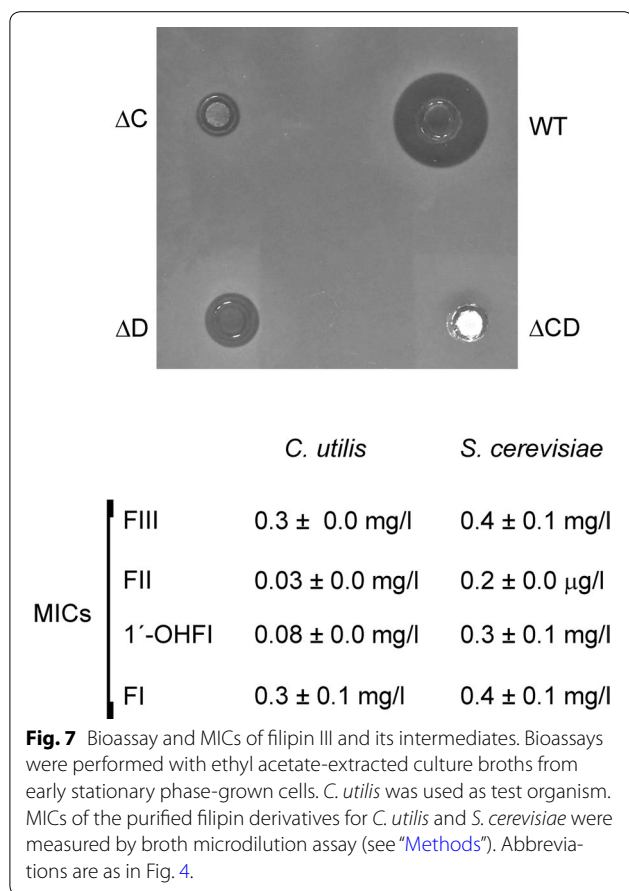 ΔC
WT
ΔD
ΔCD
C. utilis S. cerevisiae
MICs
FIII 0.3 ± 0.0 mg/l 0.4 ± 0.1 mg/l
FII 0.03 ± 0.0 mg/l 0.2 ± 0.0 μg/l
1´-OHFI 0.08 ± 0.0 mg/l 0.3 ± 0.1 mg/l
FI 0.3 ± 0.1 mg/l 0.4 ± 0.1 mg/l
Fig. 7 Bioassay and MICs of filipin III and its intermediates. Bioassays
were performed with ethyl acetate-extracted culture broths from
early stationary phase-grown cells. C. utilis was used as test organism.
MICs of the purified filipin derivatives for C. utilis and S. cerevisiae were
measured by broth microdilution assay (see “Methods”). Abbrevia-
tions are as in Fig. 4.